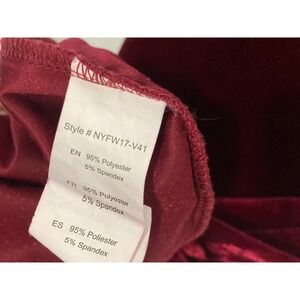 Style # NYFW17-V41
EN 95% Polyester
5% Spandex
FR 95% Polyester
5% Spandex
ES 95% Poliester
5% Spandex